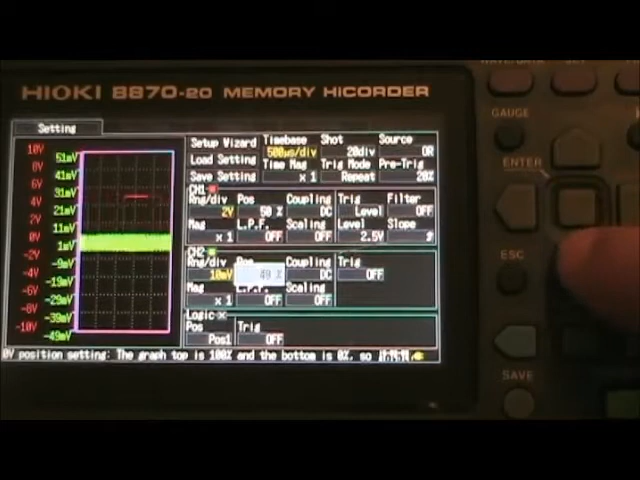 HIOKI 8870-20 MEMORY HiCORDER
Setting
Setup Wizard Timebase Shot Source
500µs/div 20div OR
Load Setting Time Mag Trig Mode Pre-Trig
Save Setting x 1 Repeat 20%
CH1
Rng/div Pos Coupling Trig Filter
2V 50 % DC Level OFF
Mag L.P.F. Scaling Level Slope
x 1 OFF OFF 2.5V
CH2
Rng/div Pos Coupling Trig
10mV 49 % DC OFF
Mag L.P.F. Scaling
x 1 OFF OFF
Logic
Pos Trig
Pos1 OFF
0V position setting: The graph top is 100% and the bottom is 0%, so
10V 51mV
8V 41mV
6V 31mV
4V 21mV
2V 11mV
0V 1mV
-2V -9mV
-4V -19mV
-6V -29mV
-8V -39mV
-10V -49mV
GAUGE
ENTER
ESC
SAVE